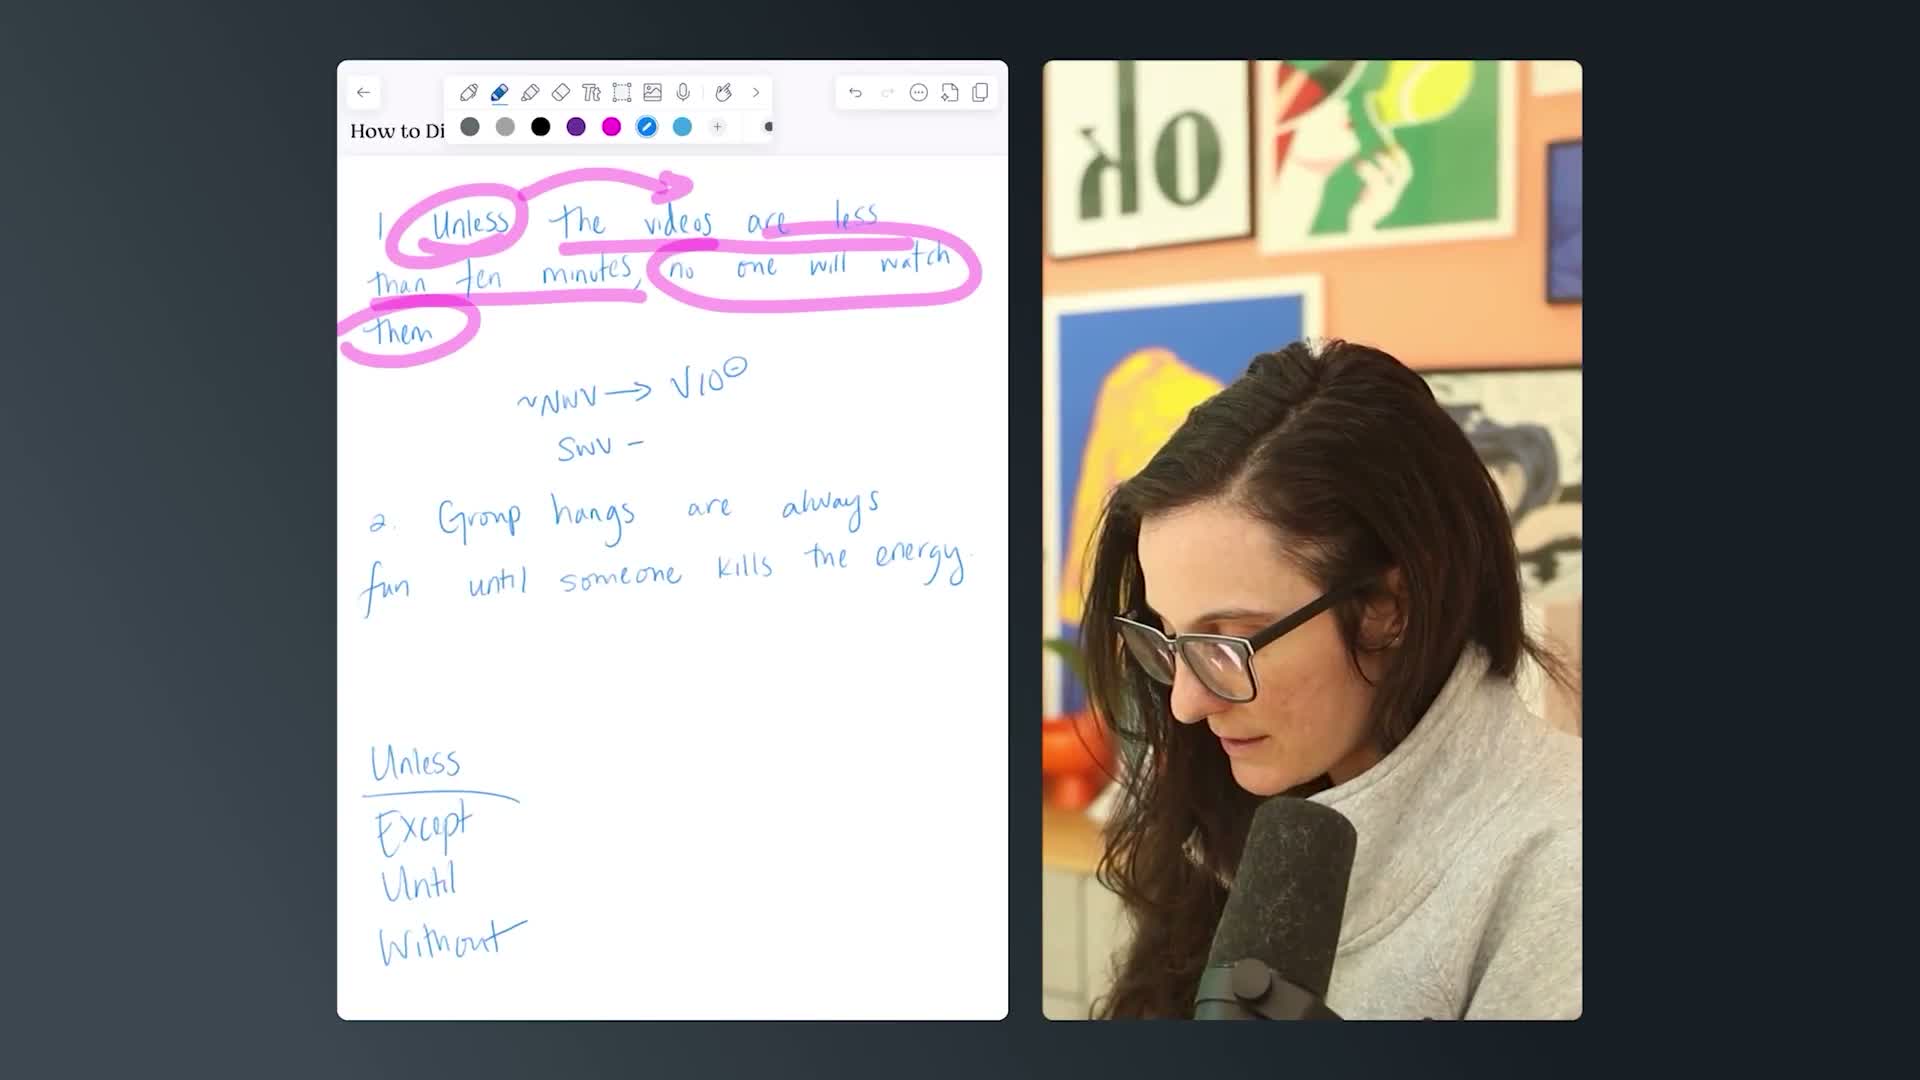 How to Di
1 Unless the videos are less
than ten minutes, no one will watch
them
~NWV → V10⊖
SWV -
2. Group hangs are always
fun until someone kills the energy.
Unless
Except
Until
Without
OK